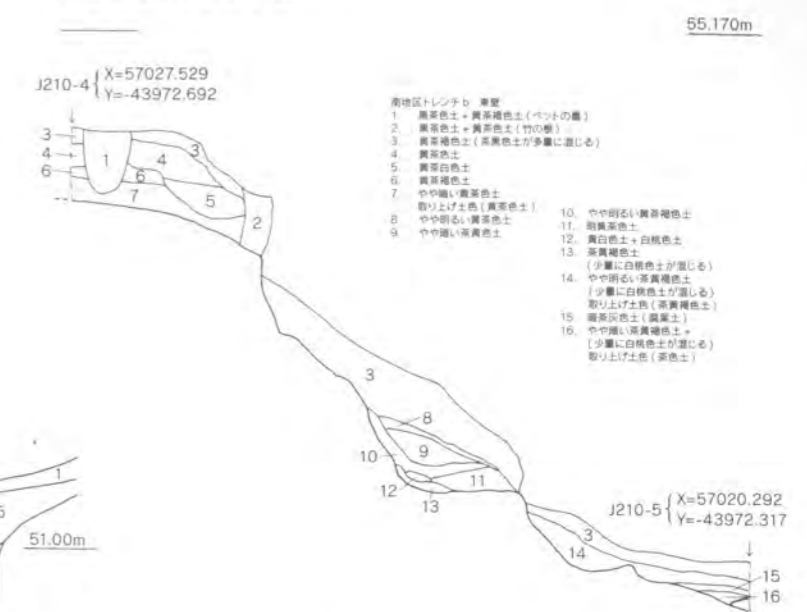 55.170m
J210-4 { X=57027.529
Y=-43972.692
南地区トレンチb 東壁
1 黒茶色土+黄茶褐色土(ペットの墓)
2. 黒茶色土+黄茶色土(竹の根)
3. 黄茶褐色土(茶黒色土が多量に混じる)
4 黄茶色土
5. 黄茶白色土
6 黄茶褐色土
7. やや暗い黄茶色土
取り上げ土色(黄茶色土)
8 やや明るい黄茶色土
9. やや暗い茶黄色土
10. やや明るい黄茶褐色土
11. 明黄茶色土
12. 黄白色土+白桃色土
13. 茶黄褐色土
(少量に白桃色土が混じる)
14. やや明るい茶黄褐色土
(少量に白桃色土が混じる)
取り上げ土色(茶黄褐色土)
15 暗茶灰色土(腐葉土)
16. やや暗い茶黄褐色土+
(少量に白桃色土が混じる)
取り上げ土色(茶色土)
3
4
6
1
3
4
6
5
7
2
3
8
9
10
11
12
13
1
51.00m
J210-5 { X=57020.292
Y=-43972.317
3
14
15
16